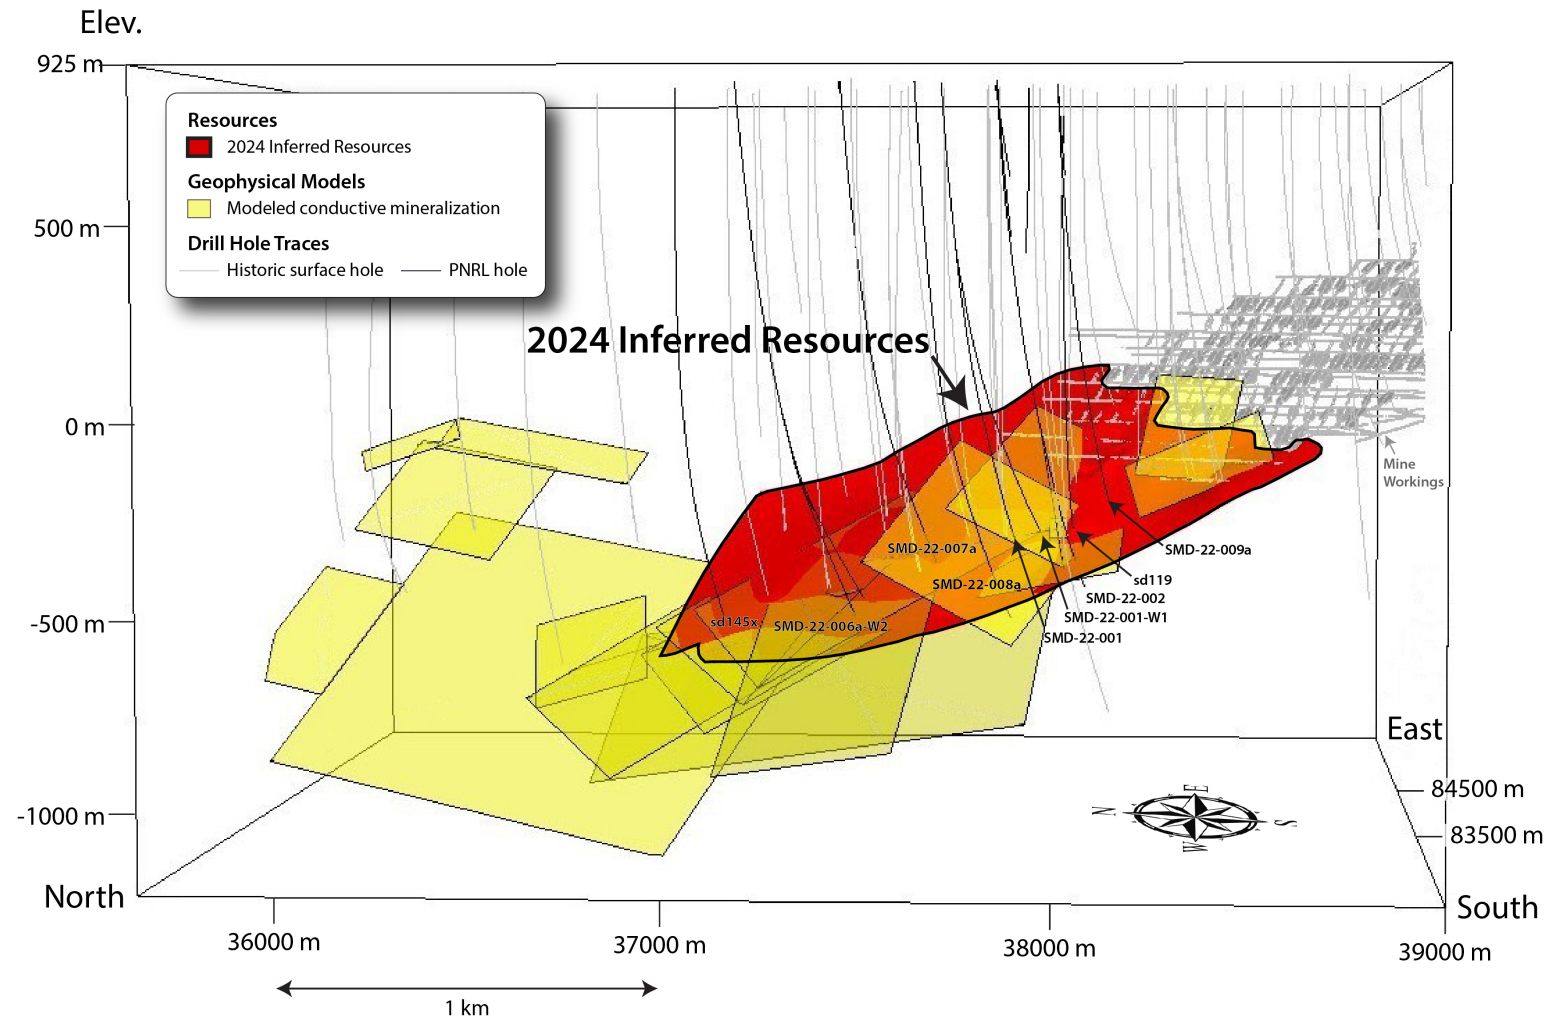 Elev.
925 m
Resources
2024 Inferred Resources
Geophysical Models
Modeled conductive mineralization
Drill Hole Traces
Historic surface hole
PNRL hole
500 m
2024 Inferred Resources
0 m
Mine
Workings
SMD-22-007a
SMD-22-009a
sd119
SMD-22-008a
SMD-22-002
SMD-22-001-W1
-500 m
sd145x
SMD-22-006a-W2
SMD-22-001
East
84500 m
E
N
S
W
-1000 m
83500 m
North
South
36000 m
37000 m
38000 m
39000 m
1 km